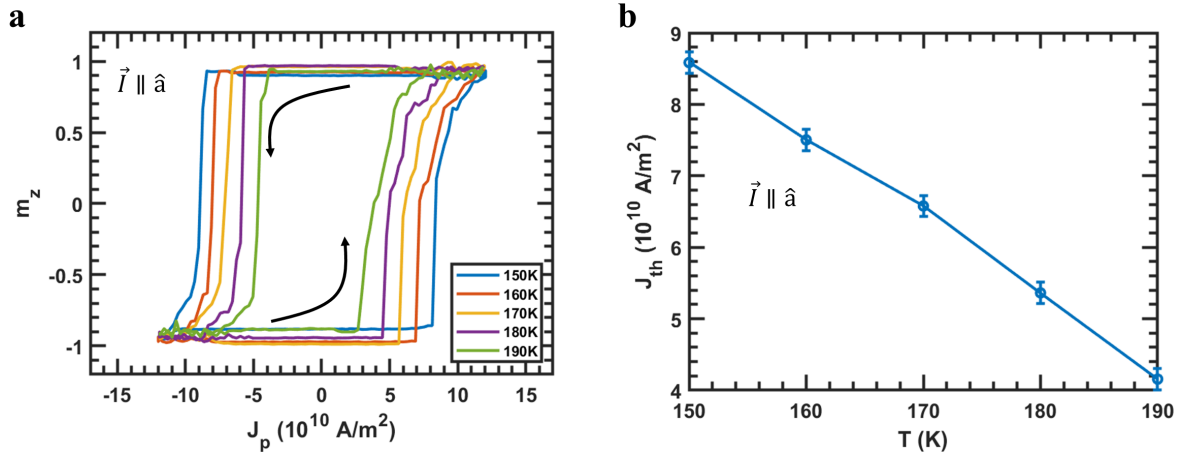 a
I⃗ ∥ â
1
0.5
0
-0.5
-1
m_z
150K
160K
170K
180K
190K
-15 -10 -5 0 5 10 15
J_p (10^10 A/m^2)
b
9
8
7
6
5
4
J_th (10^10 A/m^2)
I⃗ ∥ â
150 160 170 180 190
T (K)